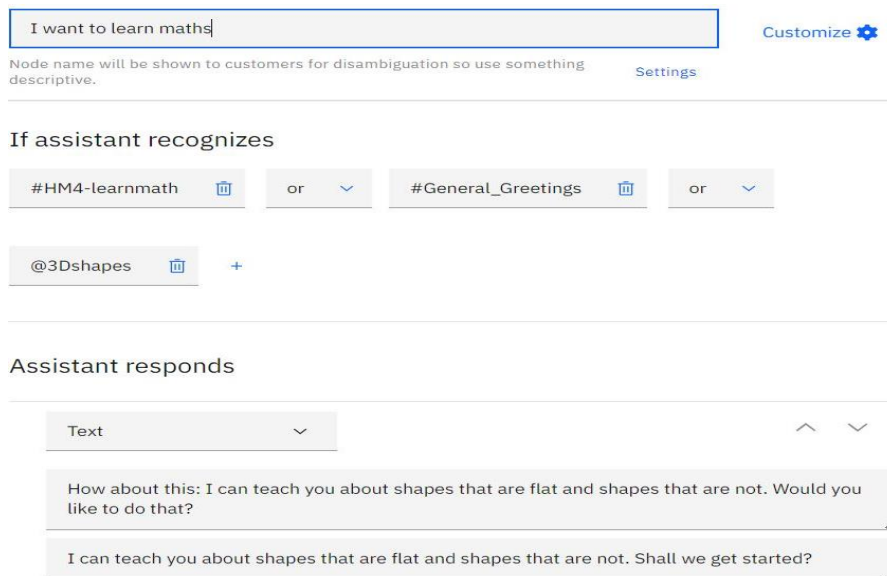 I want to learn maths
Customize
Node name will be shown to customers for disambiguation so use something
descriptive.
Settings
If assistant recognizes
#HM4-learnmath or #General_Greetings or
@3Dshapes +
Assistant responds
Text
How about this: I can teach you about shapes that are flat and shapes that are not. Would you
like to do that?
I can teach you about shapes that are flat and shapes that are not. Shall we get started?